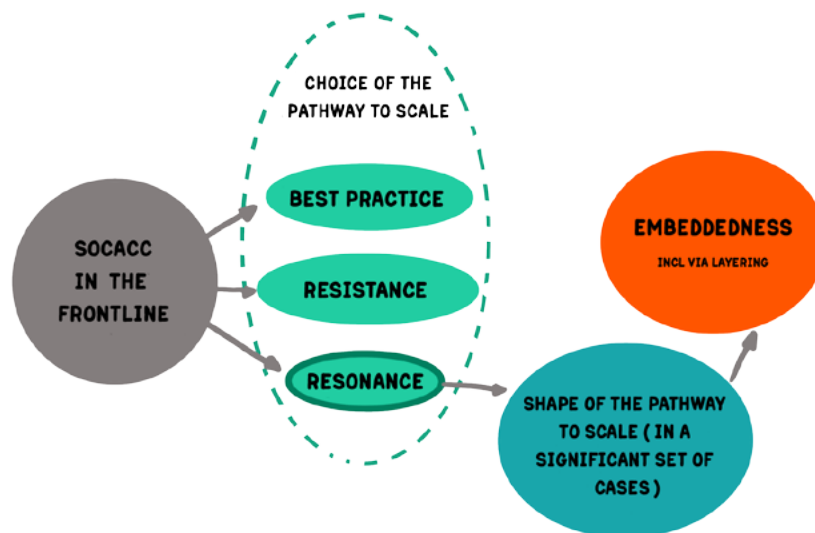 CHOICE OF THE
PATHWAY TO SCALE
BEST PRACTICE
SOCACC
IN THE
FRONTLINE
RESISTANCE
RESONANCE
SHAPE OF THE PATHWAY
TO SCALE ( IN A
SIGNIFICANT SET OF
CASES )
EMBEDDEDNESS
INCL VIA LAYERING